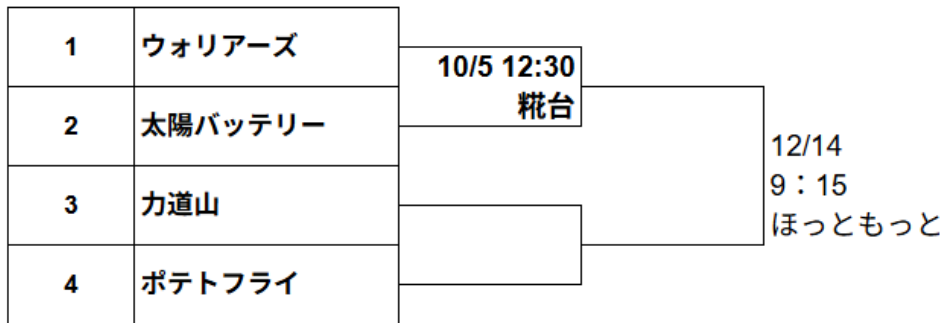 1 ウォリアーズ
10/5 12:30
糀台
2 太陽バッテリー
12/14
9：15
ほっともっと
3 力道山
4 ポテトフライ